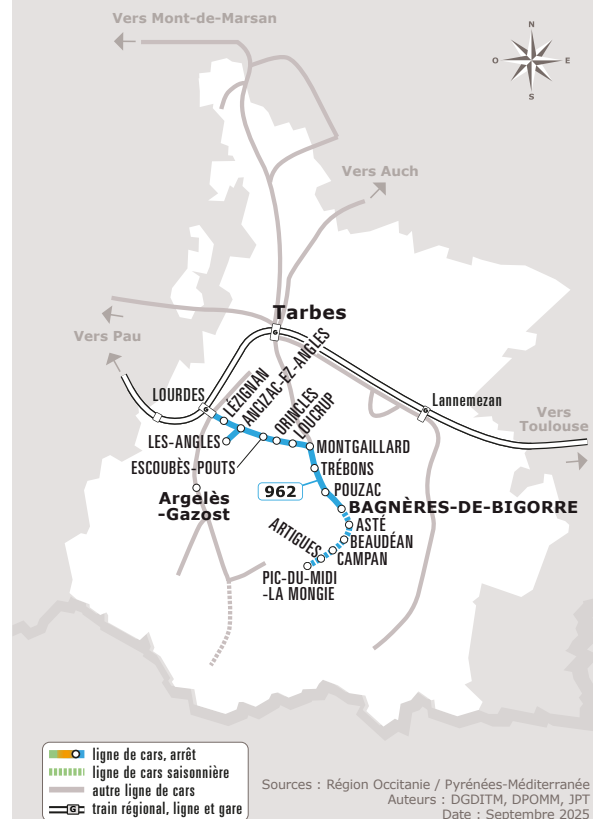 Vers Mont-de-Marsan
N
O
E
S
Vers Auch
Tarbes
Vers Pau
LOURDES
LÉZIGNAN
ANCIZAC-EZ-ANGLES
Lannemezan
ORINCLES
LOUCRUP
Vers
Toulouse
LES-ANGLES
MONTGAILLARD
ESCOUBÈS-POUTS
TRÉBONS
962
POUZAC
Argelès
-Gazost
BAGNÈRES-DE-BIGORRE
ASTÉ
ARTIGUES
BEAUDÉAN
CAMPAN
PIC-DU-MIDI
-LA MONGIE
ligne de cars, arrêt
ligne de cars saisonnière
autre ligne de cars
G train régional, ligne et gare
Sources : Région Occitanie / Pyrénées-Méditerranée
Auteurs : DGDITM, DPOMM, JPT
Date : Septembre 2025